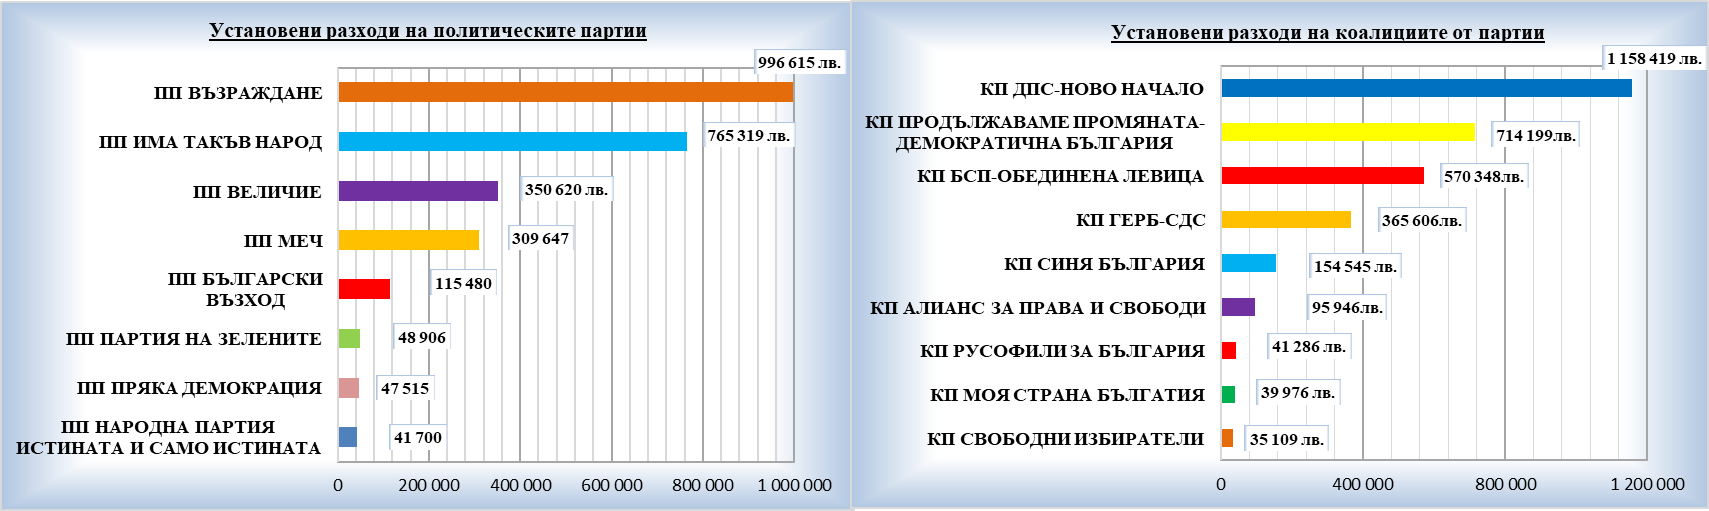 Установени разходи на политическите партии
996 615 лв.
ПП ВЪЗРАЖДАНЕ
ПП ИМА ТАКЪВ НАРОД
765 319 лв.
ПП ВЕЛИЧИЕ
350 620 лв.
ПП МЕЧ
309 647
ПП БЪЛГАРСКИ
ВЪЗХОД
115 480
ПП ПАРТИЯ НА ЗЕЛЕНИТЕ
48 906
ПП ПРЯКА ДЕМОКРАЦИЯ
47 515
ПП НАРОДНА ПАРТИЯ
ИСТИНАТА И САМО ИСТИНАТА
41 700
0 200 000 400 000 600 000 800 000 1 000 000
Установени разходи на коалициите от партии
1 158 419 лв.
КП ДПС-НОВО НАЧАЛО
КП ПРОДЪЛЖАВАМЕ ПРОМЯНАТА-
ДЕМОКРАТИЧНА БЪЛГАРИЯ
714 199лв.
КП БСП-ОБЕДИНЕНА ЛЕВИЦА
570 348лв.
КП ГЕРБ-СДС
365 606лв.
КП СИНЯ БЪЛГАРИЯ
154 545 лв.
КП АЛИАНС ЗА ПРАВА И СВОБОДИ
95 946лв.
КП РУСОФИЛИ ЗА БЪЛГАРИЯ
41 286 лв.
КП МОЯ СТРАНА БЪЛГАТИЯ
39 976 лв.
КП СВОБОДНИ ИЗБИРАТЕЛИ
35 109 лв.
0 400 000 800 000 1 200 000